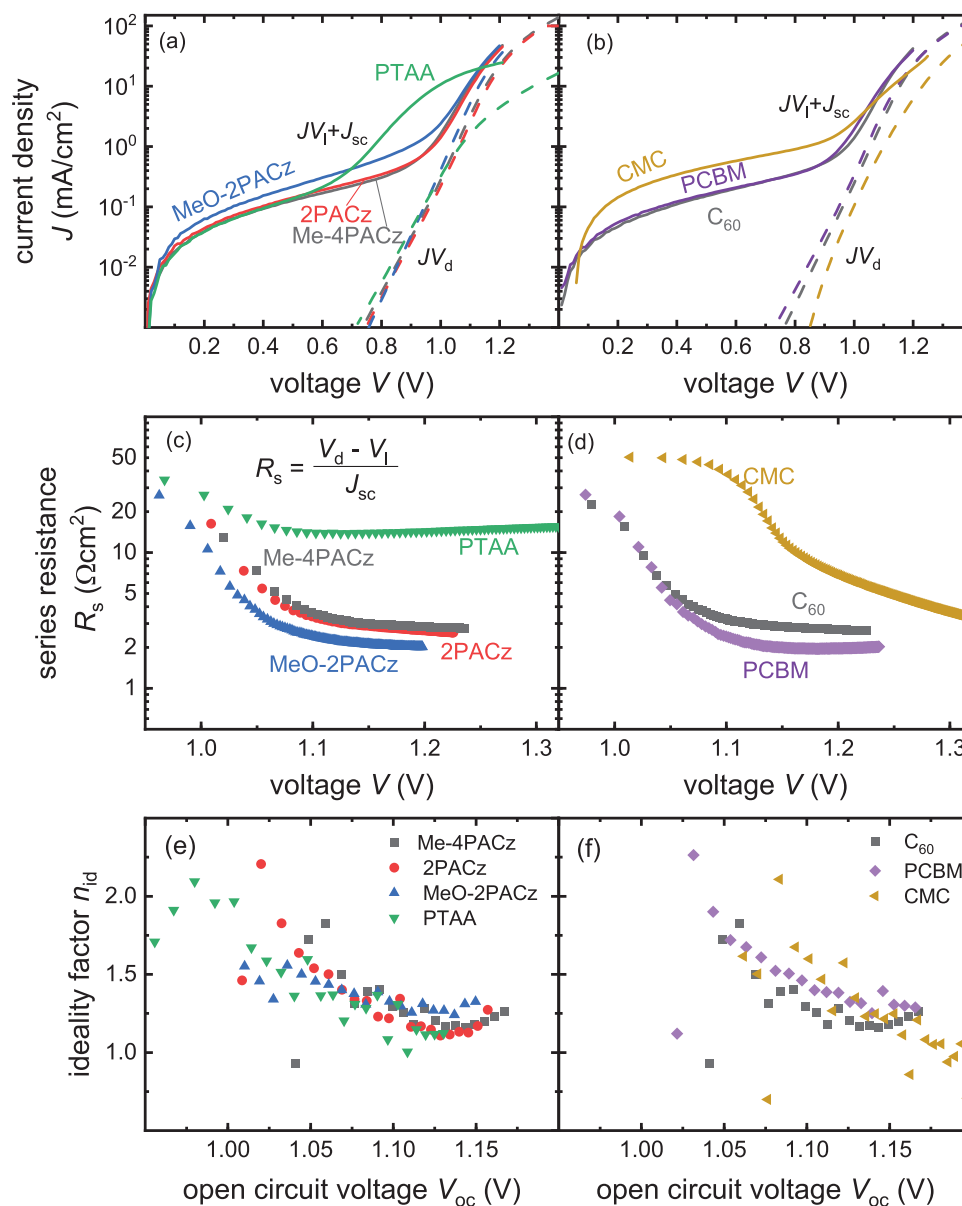 (a)
(b)
10²
10¹
10⁰
10⁻¹
10⁻²
current density
J (mA/cm²)
PTAA
JVₗ+Jsc
MeO-2PACz
2PACz
Me-4PACz
JVd
JVₗ+Jsc
CMC
PCBM
C₆₀
JVd
0.2 0.4 0.6 0.8 1.0 1.2
0.2 0.4 0.6 0.8 1.0 1.2
voltage V (V)
voltage V (V)
(c)
Rs = Vd - Vₗ / Jsc
(d)
50
20
10
5
2
1
series resistance
Rs (Ωcm²)
CMC
PTAA
Me-4PACz
C₆₀
2PACz
MeO-2PACz
PCBM
1.0 1.1 1.2 1.3
1.0 1.1 1.2 1.3
voltage V (V)
voltage V (V)
(e)
Me-4PACz
2PACz
MeO-2PACz
PTAA
(f)
C₆₀
PCBM
CMC
2.0
1.5
1.0
ideality factor nid
1.00 1.05 1.10 1.15
1.00 1.05 1.10 1.15
open circuit voltage Voc (V)
open circuit voltage Voc (V)